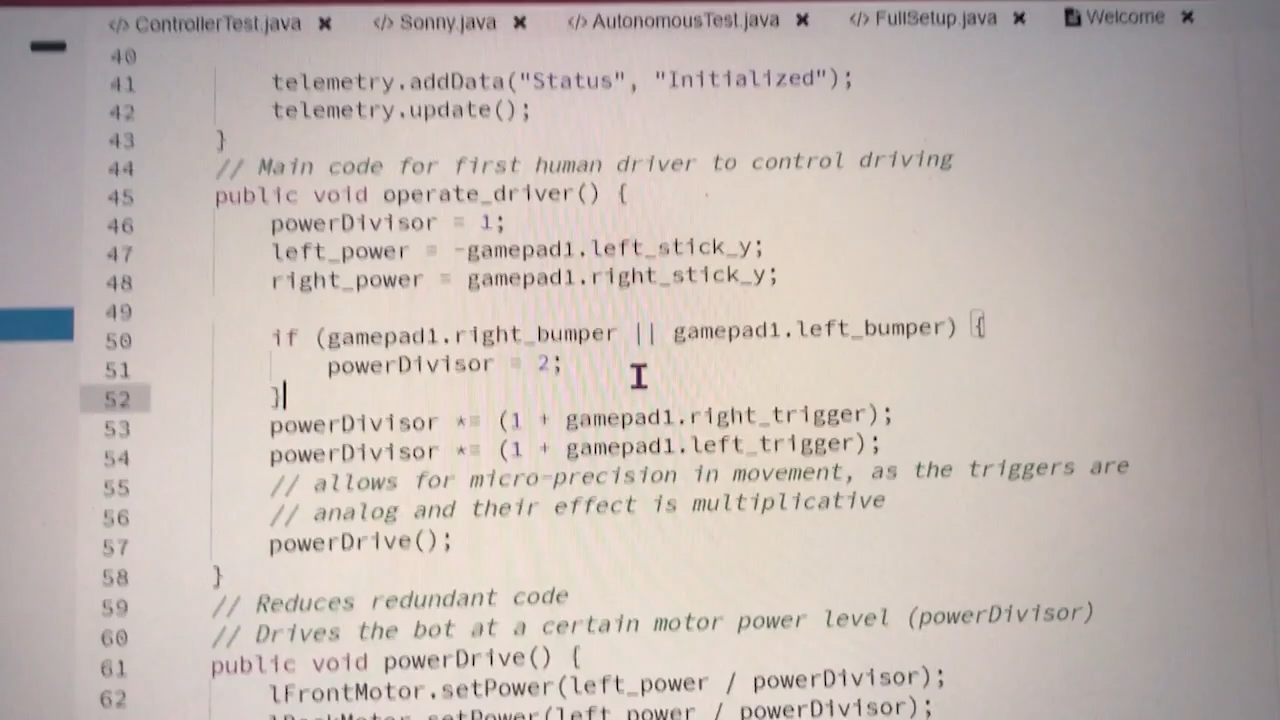 </> ControllerTest.java × </> Sonny.java × </> AutonomousTest.java × </> FullSetup.java × Welcome ×
40
41 telemetry.addData("Status", "Initialized");
42 telemetry.update();
43 }
44 // Main code for first human driver to control driving
45 public void operate_driver() {
46 powerDivisor = 1;
47 left_power = -gamepad1.left_stick_y;
48 right_power = gamepad1.right_stick_y;
49
50 if (gamepad1.right_bumper || gamepad1.left_bumper) {
51 powerDivisor = 2;
52 }
53 powerDivisor *= (1 + gamepad1.right_trigger);
54 powerDivisor *= (1 + gamepad1.left_trigger);
55 // allows for micro-precision in movement, as the triggers are
56 // analog and their effect is multiplicative
57 powerDrive();
58 }
59 // Reduces redundant code
60 // Drives the bot at a certain motor power level (powerDivisor)
61 public void powerDrive() {
62 lFrontMotor.setPower(left_power / powerDivisor);
lBackMotor.setPower(left_power / powerDivisor);